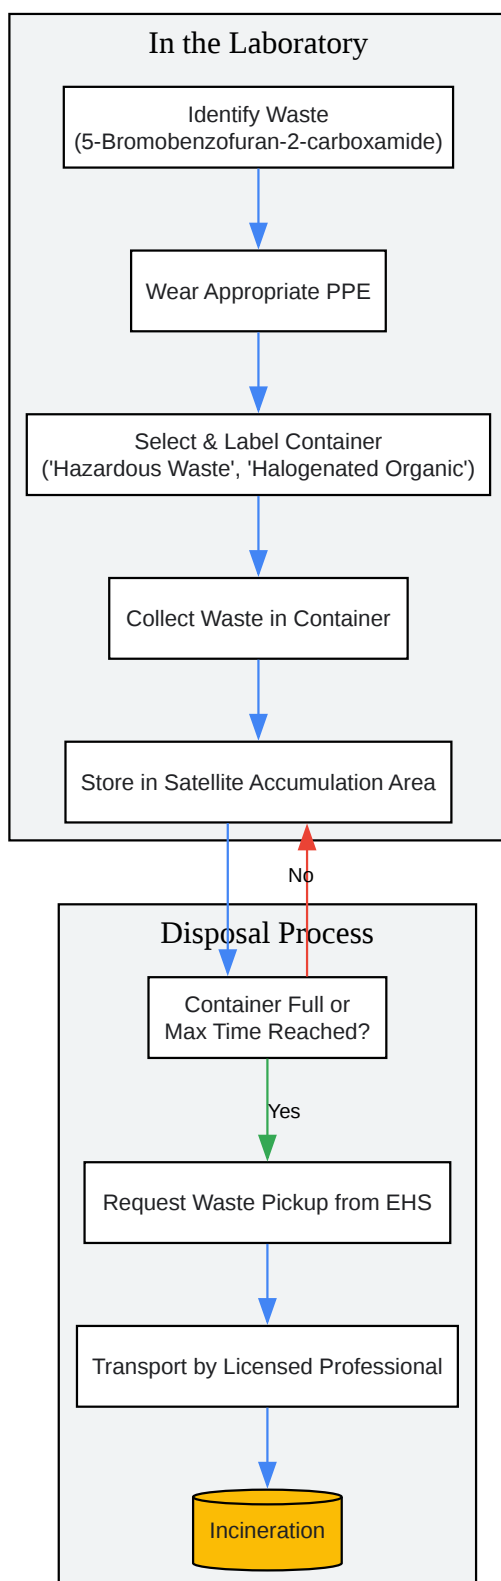 In the Laboratory
Identify Waste
(5-Bromobenzofuran-2-carboxamide)
Wear Appropriate PPE
Select & Label Container
('Hazardous Waste', 'Halogenated Organic')
Collect Waste in Container
Store in Satellite Accumulation Area
No
Disposal Process
Container Full or
Max Time Reached?
Yes
Request Waste Pickup from EHS
Transport by Licensed Professional
Incineration